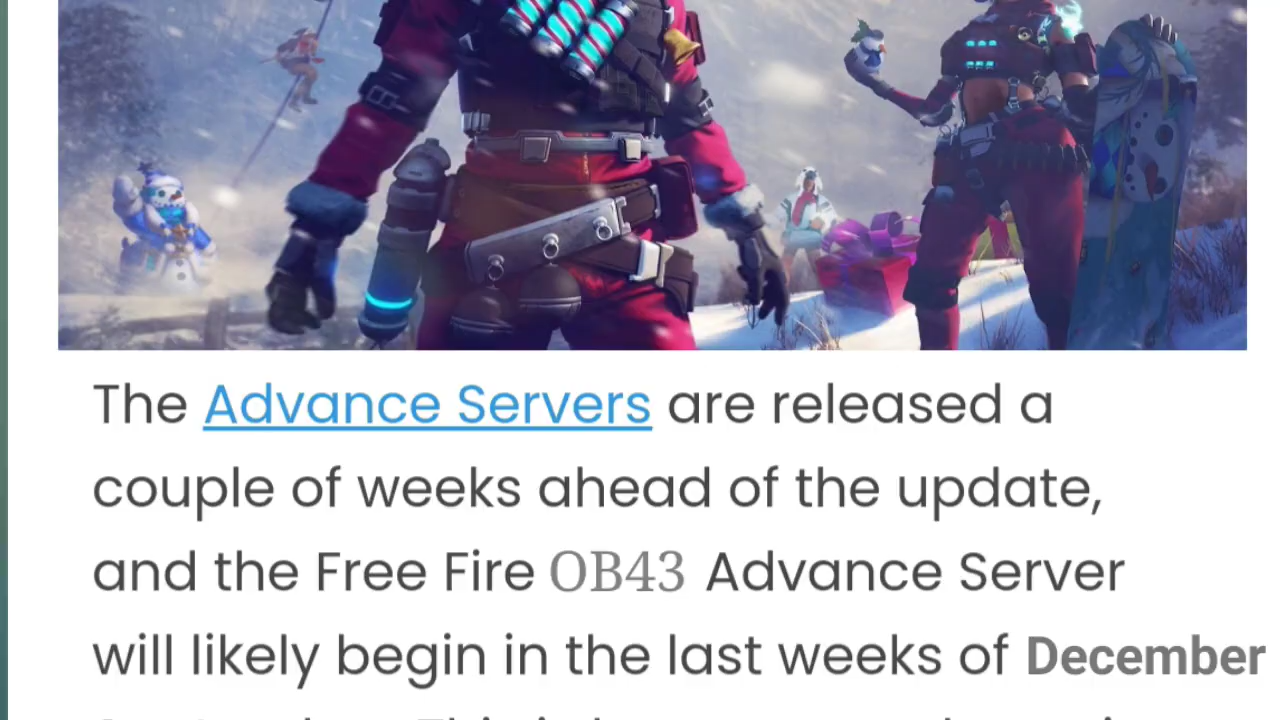 The Advance Servers are released a
couple of weeks ahead of the update,
and the Free Fire OB43 Advance Server
will likely begin in the last weeks of December